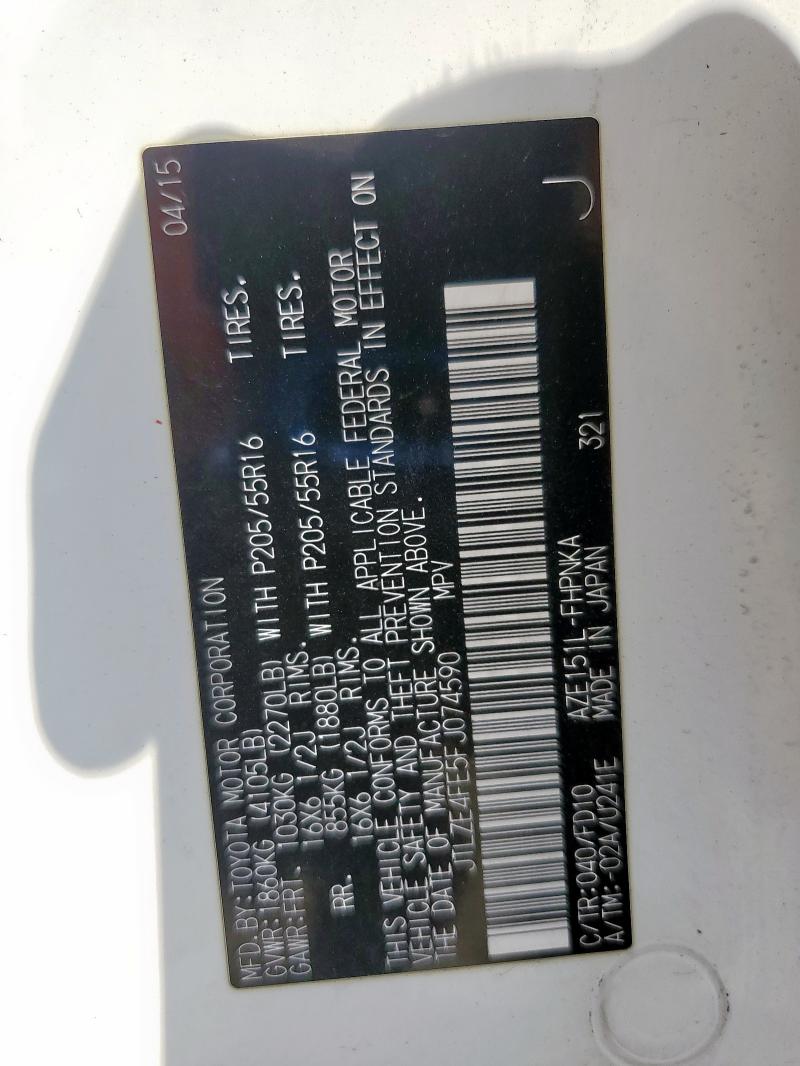 MFD.BY:TOYOTA MOTOR CORPORATION 04/15
GVWR:1860KG (4105LB)
GAWR:FRT. 1030KG (2270LB) WITH P205/55R16 TIRES.
16X6 1/2J RIMS.
RR. 855KG (1880LB) WITH P205/55R16 TIRES.
16X6 1/2J RIMS.
THIS VEHICLE CONFORMS TO ALL APPLICABLE FEDERAL MOTOR
VEHICLE SAFETY AND THEFT PREVENTION STANDARDS IN EFFECT ON
THE DATE OF MANUFACTURE SHOWN ABOVE.
JTLZE4FE5FJ074590 MPV
C/TR:040/FD10 AZE151L-FHPNKA 321 J
A/TM:-02A/U241E MADE IN JAPAN